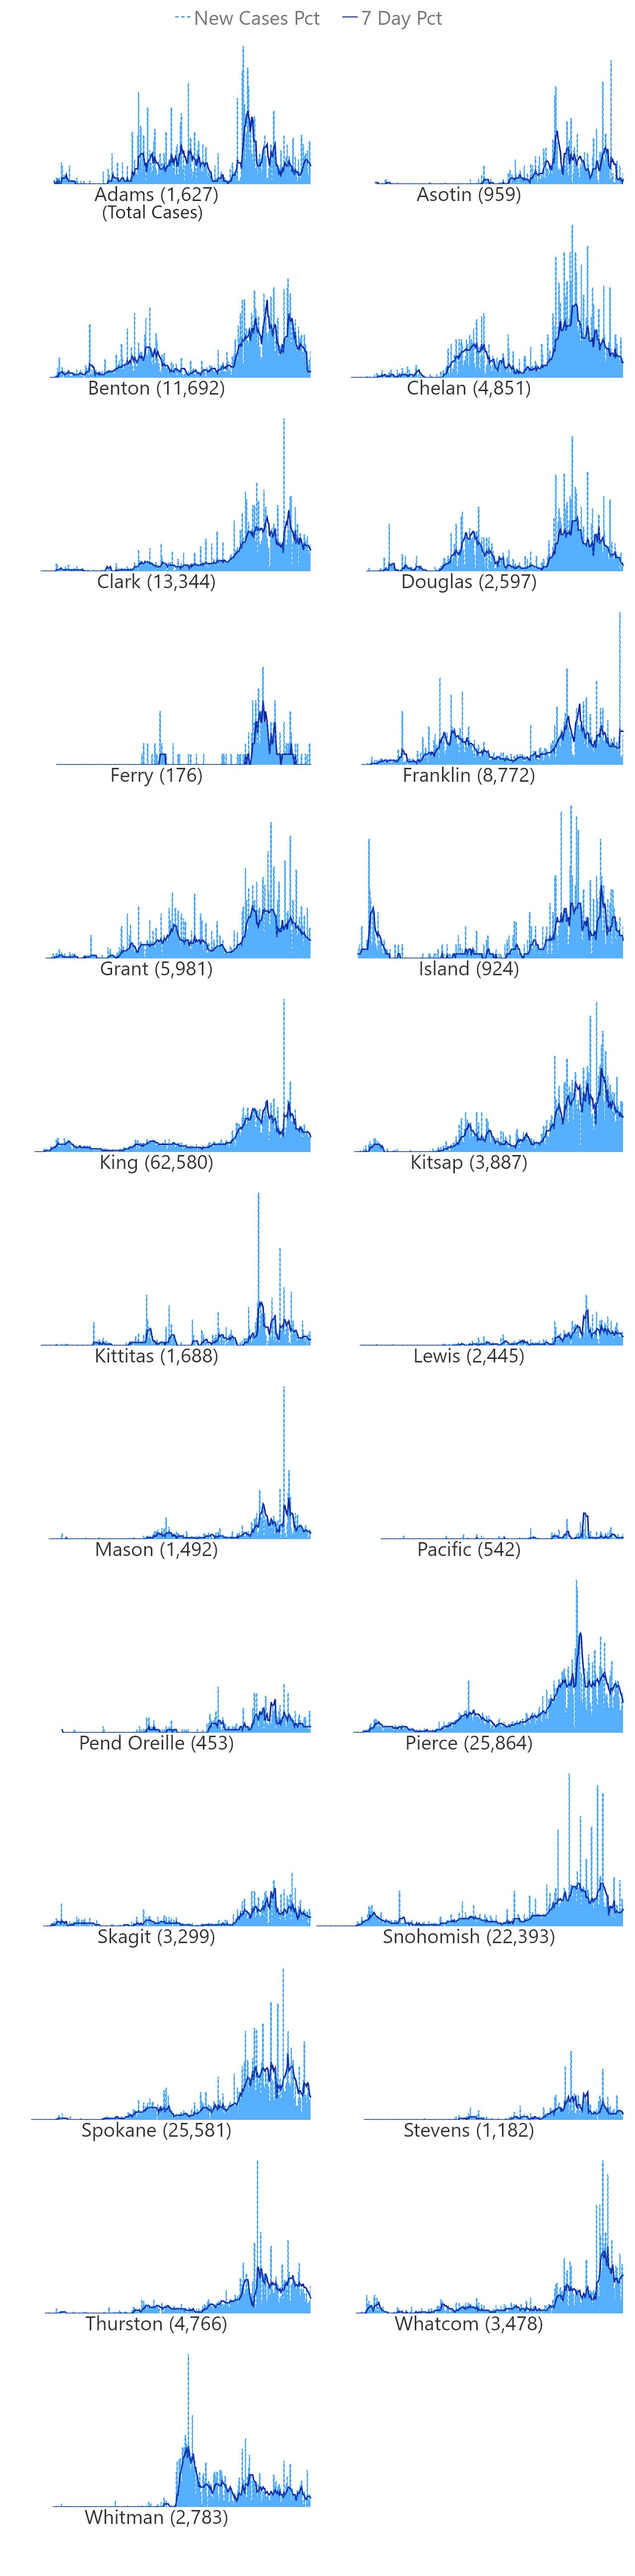 New Cases Pct 7 Day Pct
Adams (1,627) Asotin (959)
(Total Cases)
Benton (11,692) Chelan (4,851)
Clark (13,344) Douglas (2,597)
Ferry (176) Franklin (8,772)
Grant (5,981) Island (924)
King (62,580) Kitsap (3,887)
Kittitas (1,688) Lewis (2,445)
Mason (1,492) Pacific (542)
Pend Oreille (453) Pierce (25,864)
Skagit (3,299) Snohomish (22,393)
Spokane (25,581) Stevens (1,182)
Thurston (4,766) Whatcom (3,478)
Whitman (2,783)